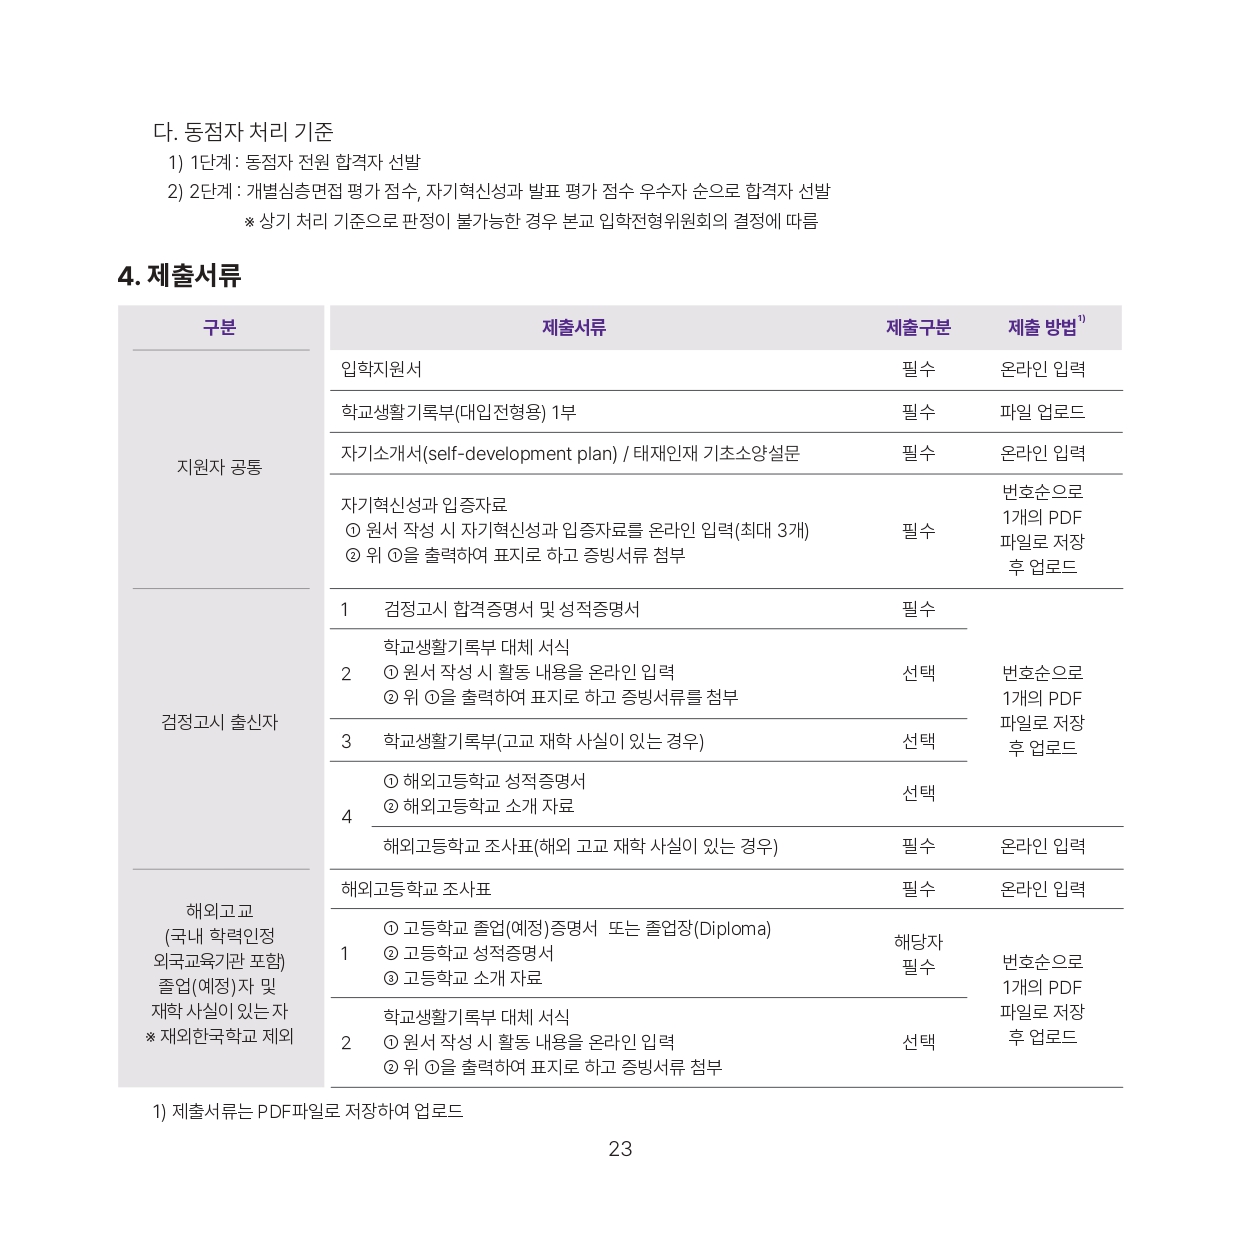 다. 동점자 처리 기준
1) 1단계 : 동점자 전원 합격자 선발
2) 2단계 : 개별심층면접 평가 점수, 자기혁신성과 발표 평가 점수 우수자 순으로 합격자 선발
※ 상기 처리 기준으로 판정이 불가능한 경우 본교 입학전형위원회의 결정에 따름
4. 제출서류
구분 제출서류 제출구분 제출 방법1)
지원자 공통
입학지원서 필수 온라인 입력
학교생활기록부(대입전형용) 1부 필수 파일 업로드
자기소개서(self-development plan) / 태재인재 기초소양설문 필수 온라인 입력
자기혁신성과 입증자료
① 원서 작성 시 자기혁신성과 입증자료를 온라인 입력(최대 3개)
② 위 ①을 출력하여 표지로 하고 증빙서류 첨부
필수
번호순으로
1개의 PDF
파일로 저장
후 업로드
검정고시 출신자
1 검정고시 합격증명서 및 성적증명서 필수
2
학교생활기록부 대체 서식
① 원서 작성 시 활동 내용을 온라인 입력
② 위 ①을 출력하여 표지로 하고 증빙서류를 첨부
선택
3 학교생활기록부(고교 재학 사실이 있는 경우) 선택
번호순으로
1개의 PDF
파일로 저장
후 업로드
4
① 해외고등학교 성적증명서
② 해외고등학교 소개 자료
선택
해외고등학교 조사표(해외 고교 재학 사실이 있는 경우) 필수 온라인 입력
해외고교
(국내 학력인정
외국교육기관 포함)
졸업(예정)자 및
재학 사실이 있는 자
※ 재외한국학교 제외
해외고등학교 조사표 필수 온라인 입력
1
① 고등학교 졸업(예정)증명서 또는 졸업장(Diploma)
② 고등학교 성적증명서
③ 고등학교 소개 자료
해당자
필수
2
학교생활기록부 대체 서식
① 원서 작성 시 활동 내용을 온라인 입력
② 위 ①을 출력하여 표지로 하고 증빙서류 첨부
선택
번호순으로
1개의 PDF
파일로 저장
후 업로드
1) 제출서류는 PDF파일로 저장하여 업로드
23